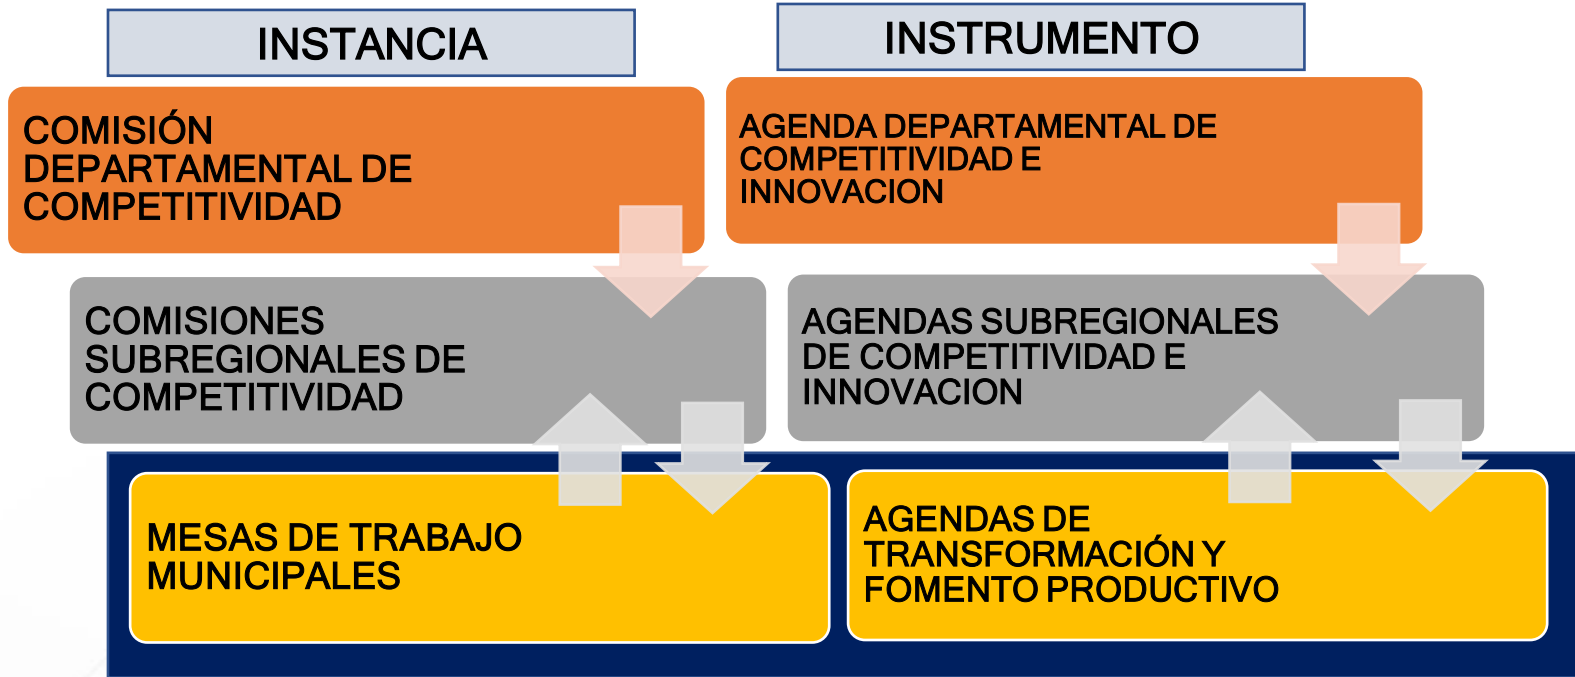 INSTANCIA
INSTRUMENTO
COMISIÓN
DEPARTAMENTAL DE
COMPETITIVIDAD
AGENDA DEPARTAMENTAL DE
COMPETITIVIDAD E
INNOVACION
COMISIONES
SUBREGIONALES DE
COMPETITIVIDAD
AGENDAS SUBREGIONALES
DE COMPETITIVIDAD E
INNOVACION
MESAS DE TRABAJO
MUNICIPALES
AGENDAS DE
TRANSFORMACIÓN Y
FOMENTO PRODUCTIVO